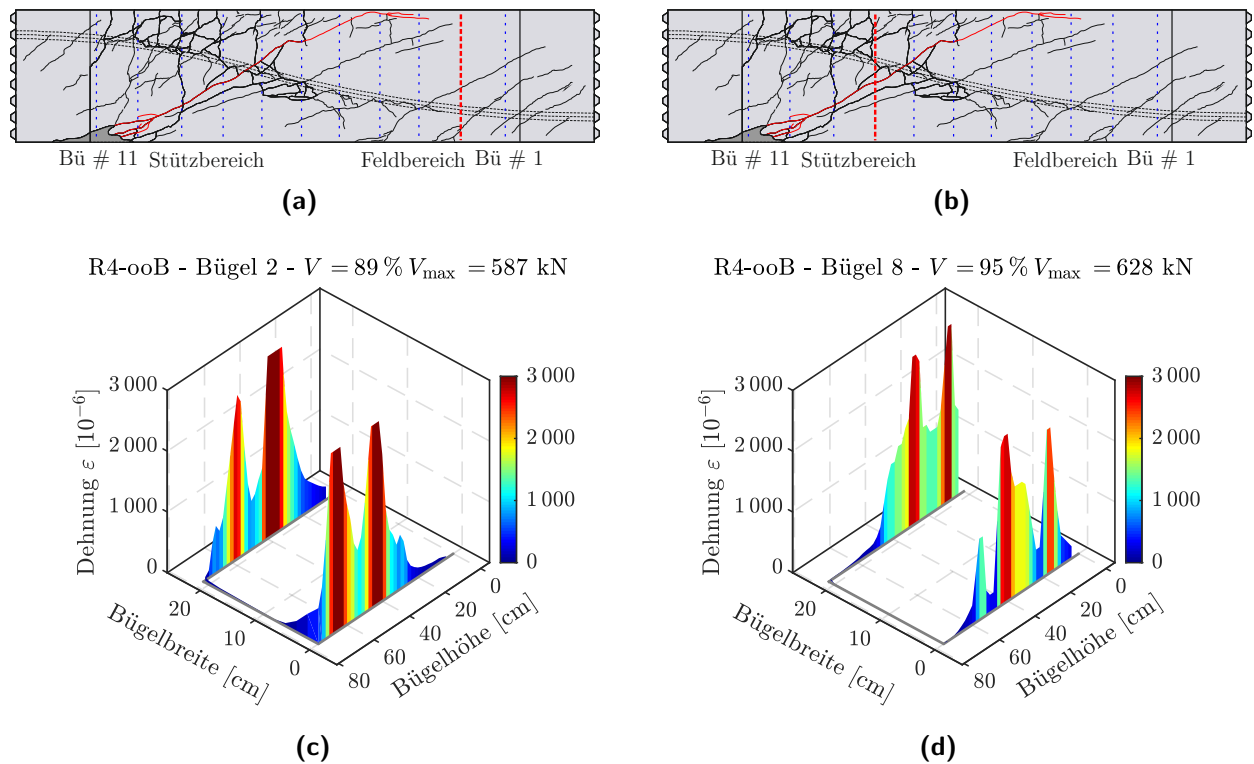 Bü # 11 Stützbereich Feldbereich Bü # 1
(a)
Bü # 11 Stützbereich Feldbereich Bü # 1
(b)
R4-ooB - Bügel 2 - V = 89 % Vmax = 587 kN
3 000
2 000
1 000
0
Dehnung ε [10⁻⁶]
20
10
0
Bügelbreite [cm]
80
60
40
20
0
Bügelhöhe [cm]
3 000
2 000
1 000
0
(c)
R4-ooB - Bügel 8 - V = 95 % Vmax = 628 kN
3 000
2 000
1 000
0
Dehnung ε [10⁻⁶]
20
10
0
Bügelbreite [cm]
80
60
40
20
0
Bügelhöhe [cm]
3 000
2 000
1 000
0
(d)